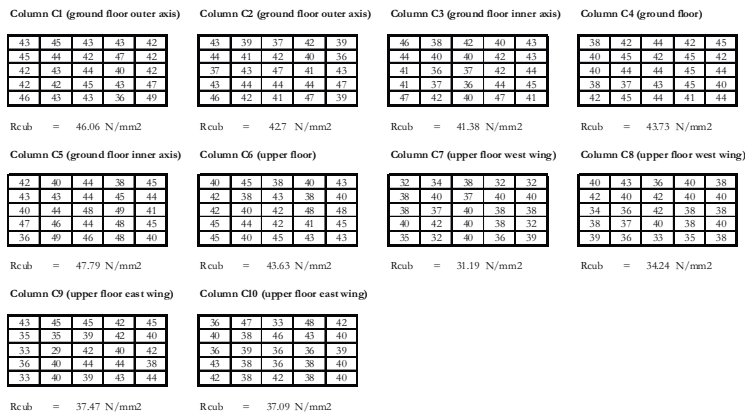 Column C1 (ground floor outer axis)
43 45 43 43 42
45 44 42 47 42
42 43 44 40 42
42 42 45 43 47
46 43 43 36 49
Rcub = 46.06 N/mm2
Column C2 (ground floor outer axis)
43 39 37 42 39
44 41 42 40 36
37 43 47 41 43
43 44 44 44 47
46 42 41 47 39
Rcub = 42.7 N/mm2
Column C3 (ground floor inner axis)
46 38 42 40 43
44 40 40 42 43
41 36 37 42 44
41 37 36 44 45
47 42 40 47 41
Rcub = 41.38 N/mm2
Column C4 (ground floor)
38 42 44 42 45
40 45 42 45 42
40 44 44 45 44
38 37 43 45 40
42 45 44 41 44
Rcub = 43.73 N/mm2
Column C5 (ground floor inner axis)
42 40 44 38 45
43 43 44 45 44
40 44 48 49 41
47 46 44 48 45
36 49 46 48 40
Rcub = 47.79 N/mm2
Column C6 (upper floor)
40 45 38 40 43
42 38 43 38 40
42 40 42 48 48
45 44 42 41 45
45 40 45 43 43
Rcub = 43.63 N/mm2
Column C7 (upper floor west wing)
32 34 38 32 32
38 40 37 40 40
38 37 40 38 38
40 42 40 38 32
35 32 40 36 39
Rcub = 31.19 N/mm2
Column C8 (upper floor west wing)
40 43 36 40 38
42 40 42 40 40
34 36 42 38 38
38 37 40 38 40
39 36 33 35 38
Rcub = 34.24 N/mm2
Column C9 (upper floor east wing)
43 45 45 42 45
35 35 39 42 40
33 29 42 40 42
36 40 44 44 38
33 40 39 43 44
Rcub = 37.47 N/mm2
Column C10 (upper floor east wing)
36 47 33 48 42
40 38 46 43 40
36 39 36 36 39
43 38 36 38 40
42 38 42 38 40
Rcub = 37.09 N/mm2